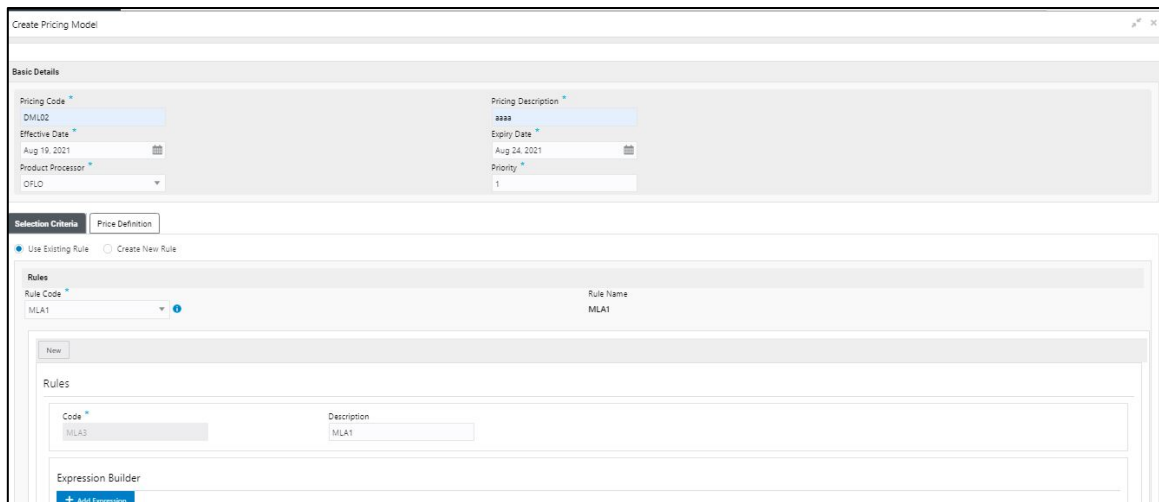 Create Pricing Model
Basic Details
Pricing Code * Pricing Description *
DML02 aaaa
Effective Date * Expiry Date *
Aug 19, 2021 Aug 24, 2021
Product Processor * Priority *
OFLO 1
Selection Criteria Price Definition
Use Existing Rule Create New Rule
Rules
Rule Code * Rule Name
MLA1 MLA1
New
Rules
Code * Description
MLA3 MLA1
Expression Builder
+ Add Expression